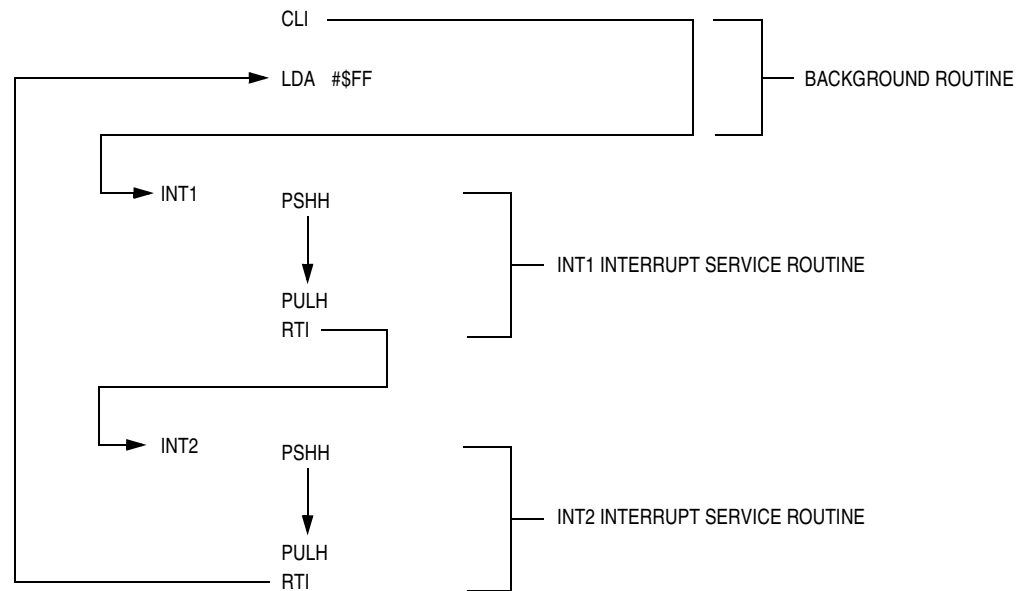 CLI
LDA #$FF
BACKGROUND ROUTINE
INT1
PSHH
INT1 INTERRUPT SERVICE ROUTINE
PULH
RTI
INT2
PSHH
INT2 INTERRUPT SERVICE ROUTINE
PULH
RTI